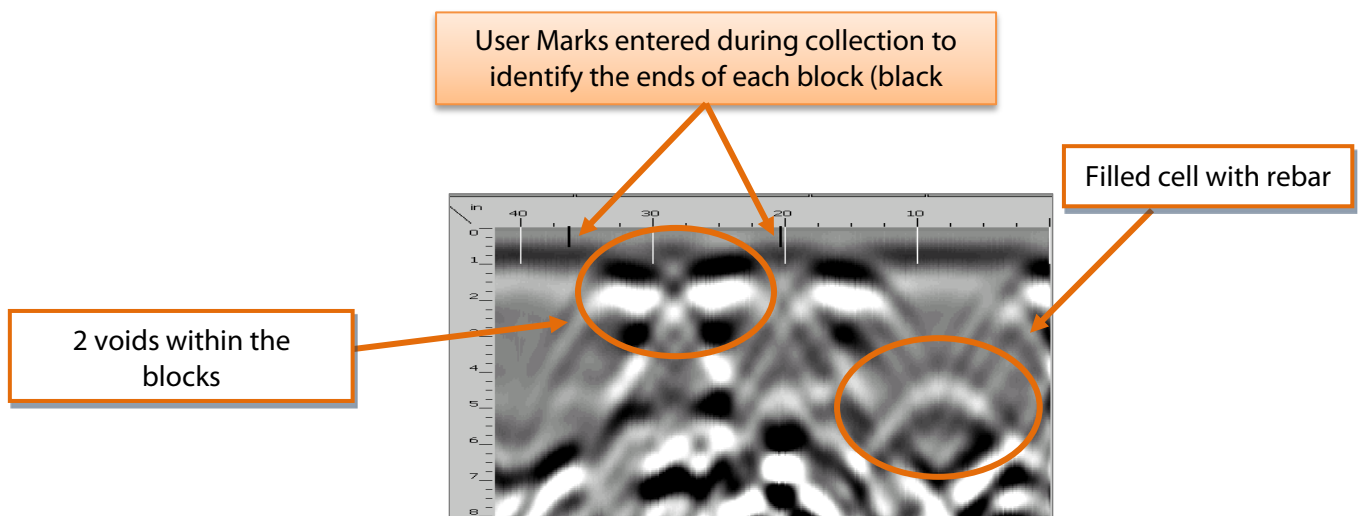 User Marks entered during collection to
identify the ends of each block (black
Filled cell with rebar
in
40 30 20 10
0
1
2
3
4
5
6
7
8
2 voids within the
blocks